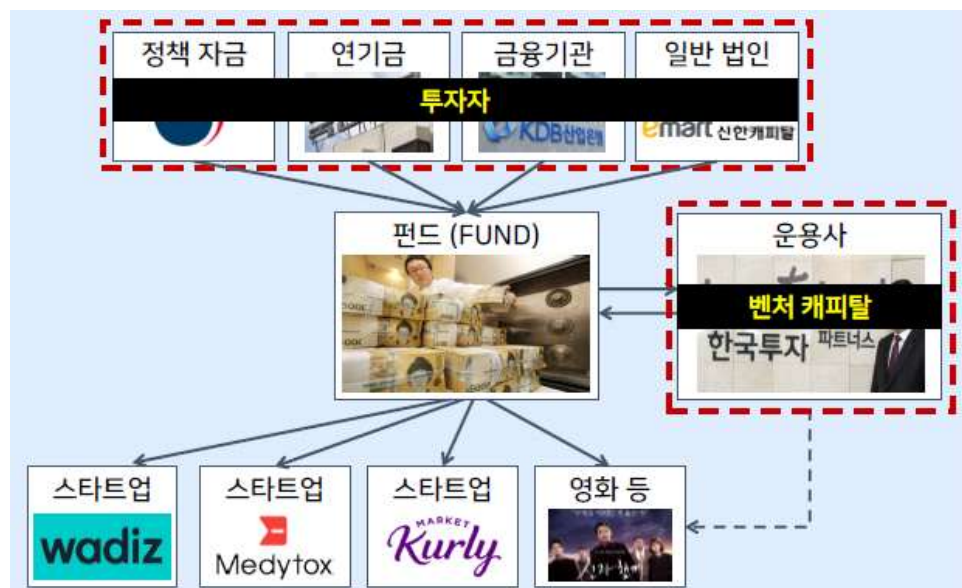 정책 자금
연기금
금융기관
일반 법인
투자자
KDB산업은행
emart 신한캐피탈
펀드 (FUND)
운용사
벤처 캐피탈
한국투자 파트너스
스타트업
wadiz
스타트업
Medytox
스타트업
MARKET
Kurly
영화 등